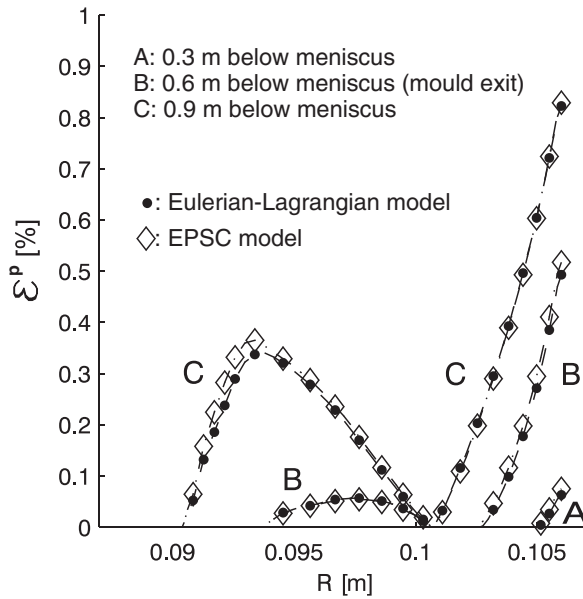 1
0.9
0.8
0.7
0.6
0.5
0.4
0.3
0.2
0.1
0
ε^p [%]
A: 0.3 m below meniscus
B: 0.6 m below meniscus (mould exit)
C: 0.9 m below meniscus
●: Eulerian-Lagrangian model
◇: EPSC model
C
B
C
B
A
0.09
0.095
0.1
0.105
R [m]